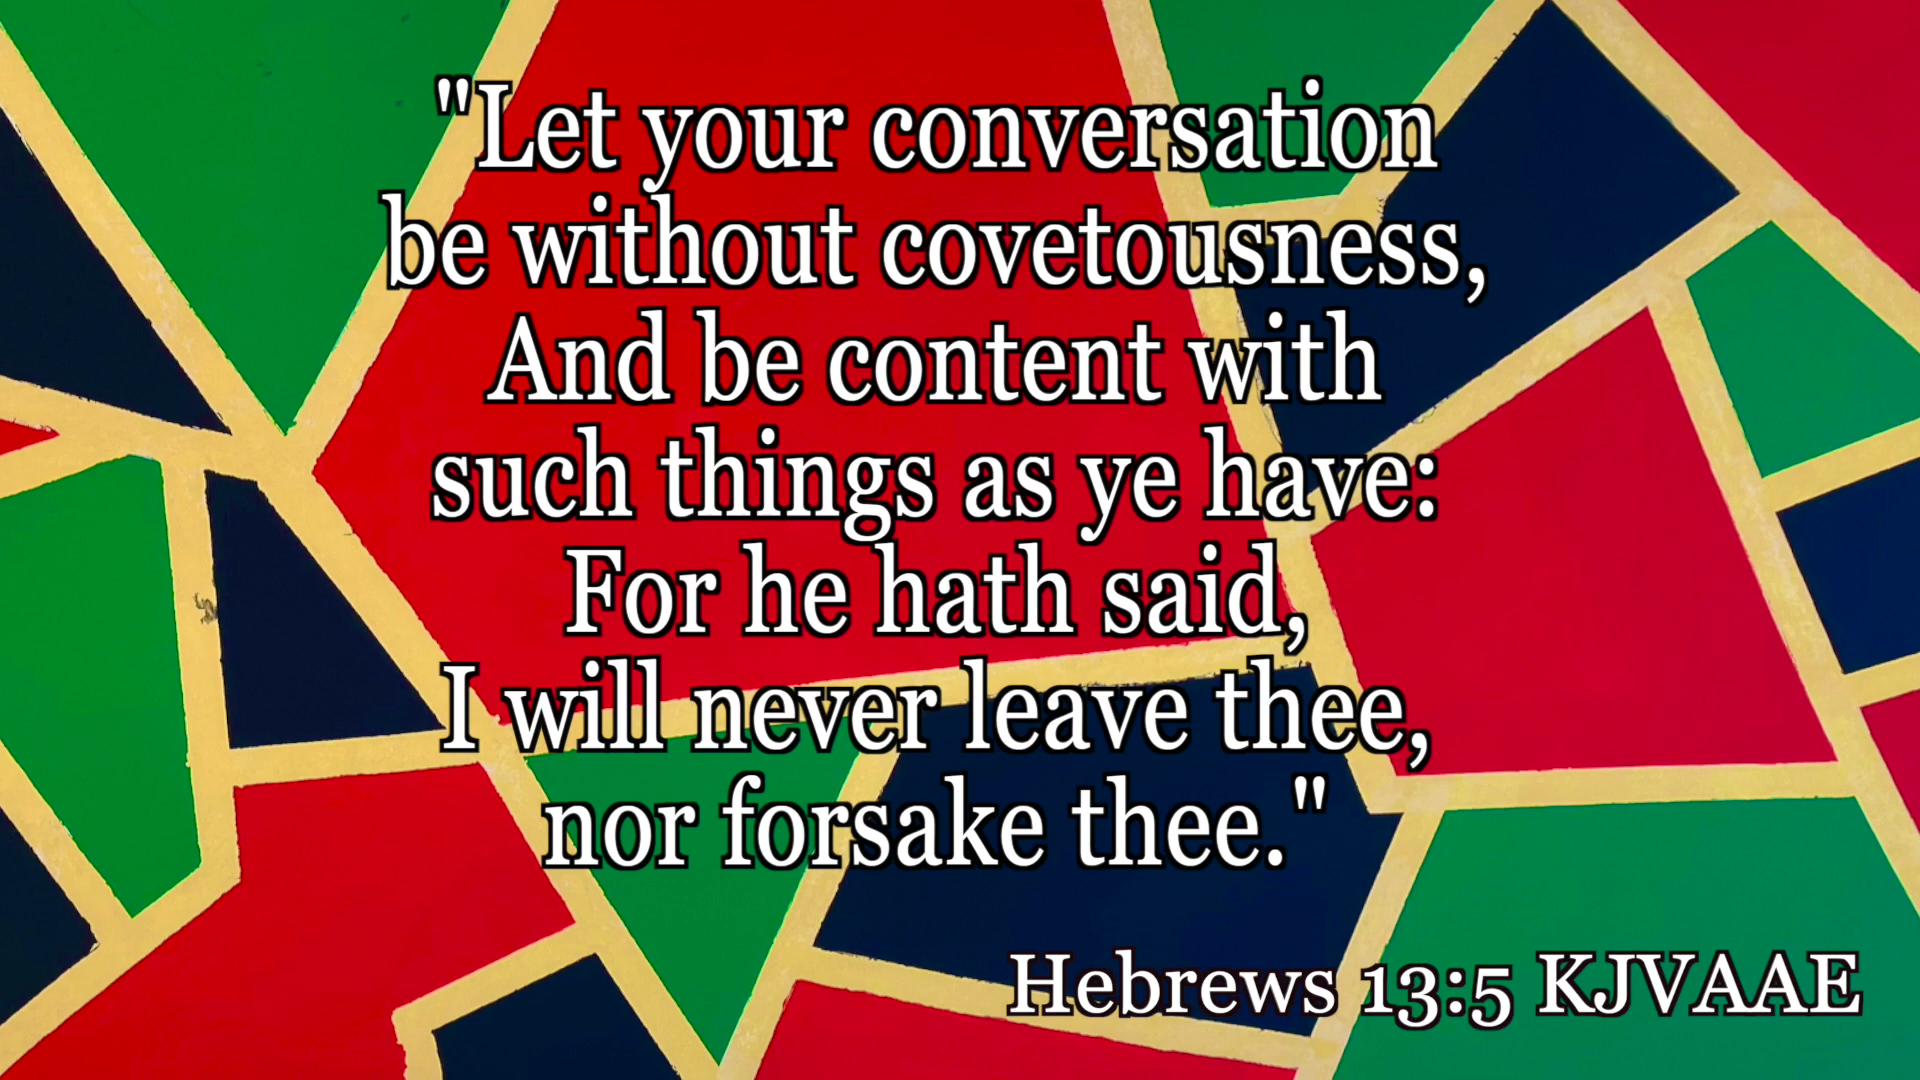 "Let your conversation
be without covetousness,
And be content with
such things as ye have:
For he hath said,
I will never leave thee,
nor forsake thee."
Hebrews 13:5 KJVAAE